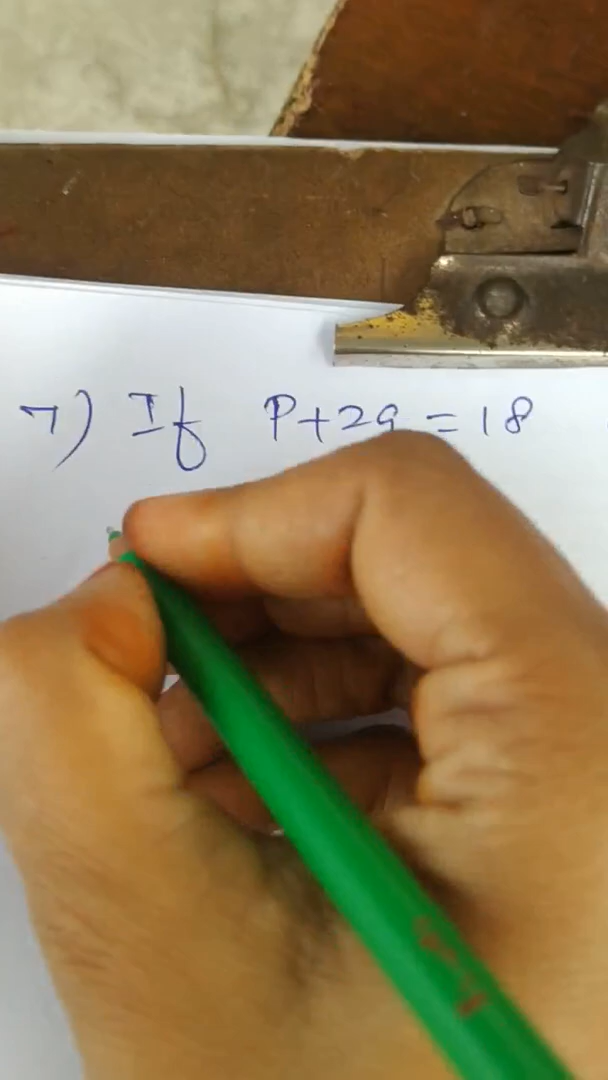 7) If P+2q = 18